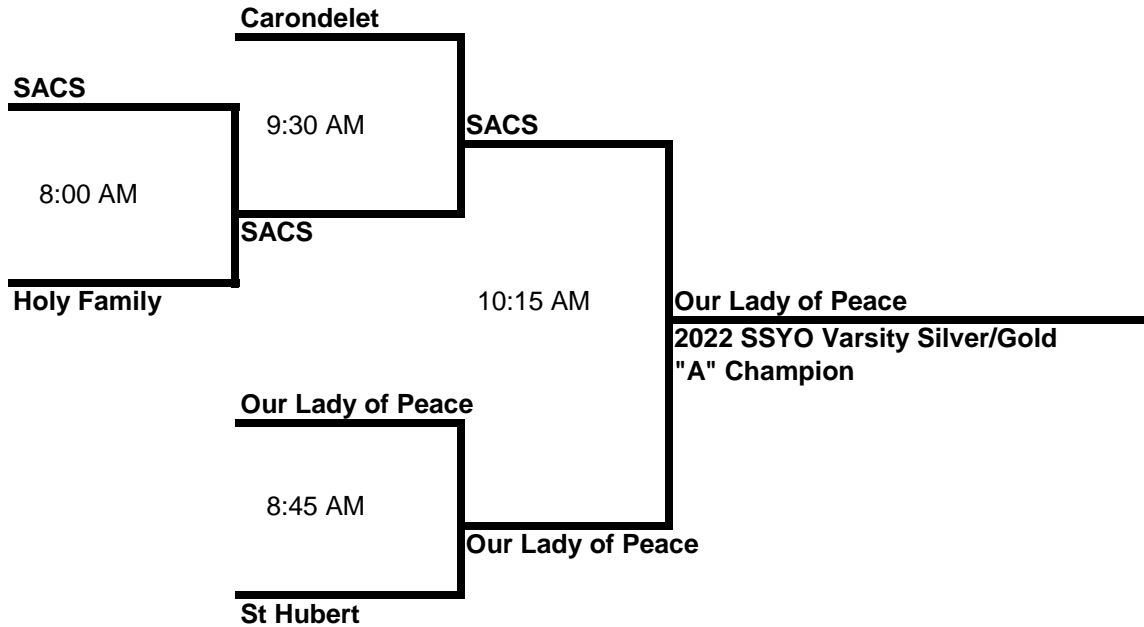 Carondelet
SACS
9:30 AM
SACS
8:00 AM
SACS
Holy Family
10:15 AM
Our Lady of Peace
2022 SSYO Varsity Silver/Gold
"A" Champion
Our Lady of Peace
8:45 AM
Our Lady of Peace
St Hubert